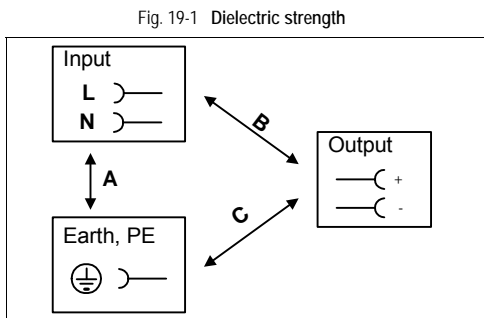 Fig. 19-1 Dielectric strength
Input
L
N
B
Output
+
-
A
C
Earth, PE